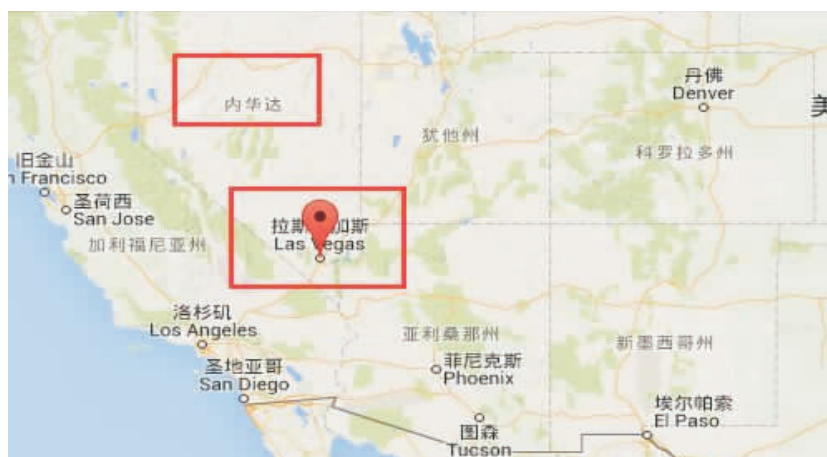 丹佛
Denver
美
内华达
犹他州
科罗拉多州
旧金山
Francisco
圣荷西
San Jose
拉斯 加斯
Las Vegas
加利福尼亚州
洛杉矶
Los Angeles
亚利桑那州
新墨西哥州
圣地亚哥
San Diego
菲尼克斯
Phoenix
埃尔帕索
El Paso
图森
Tucson